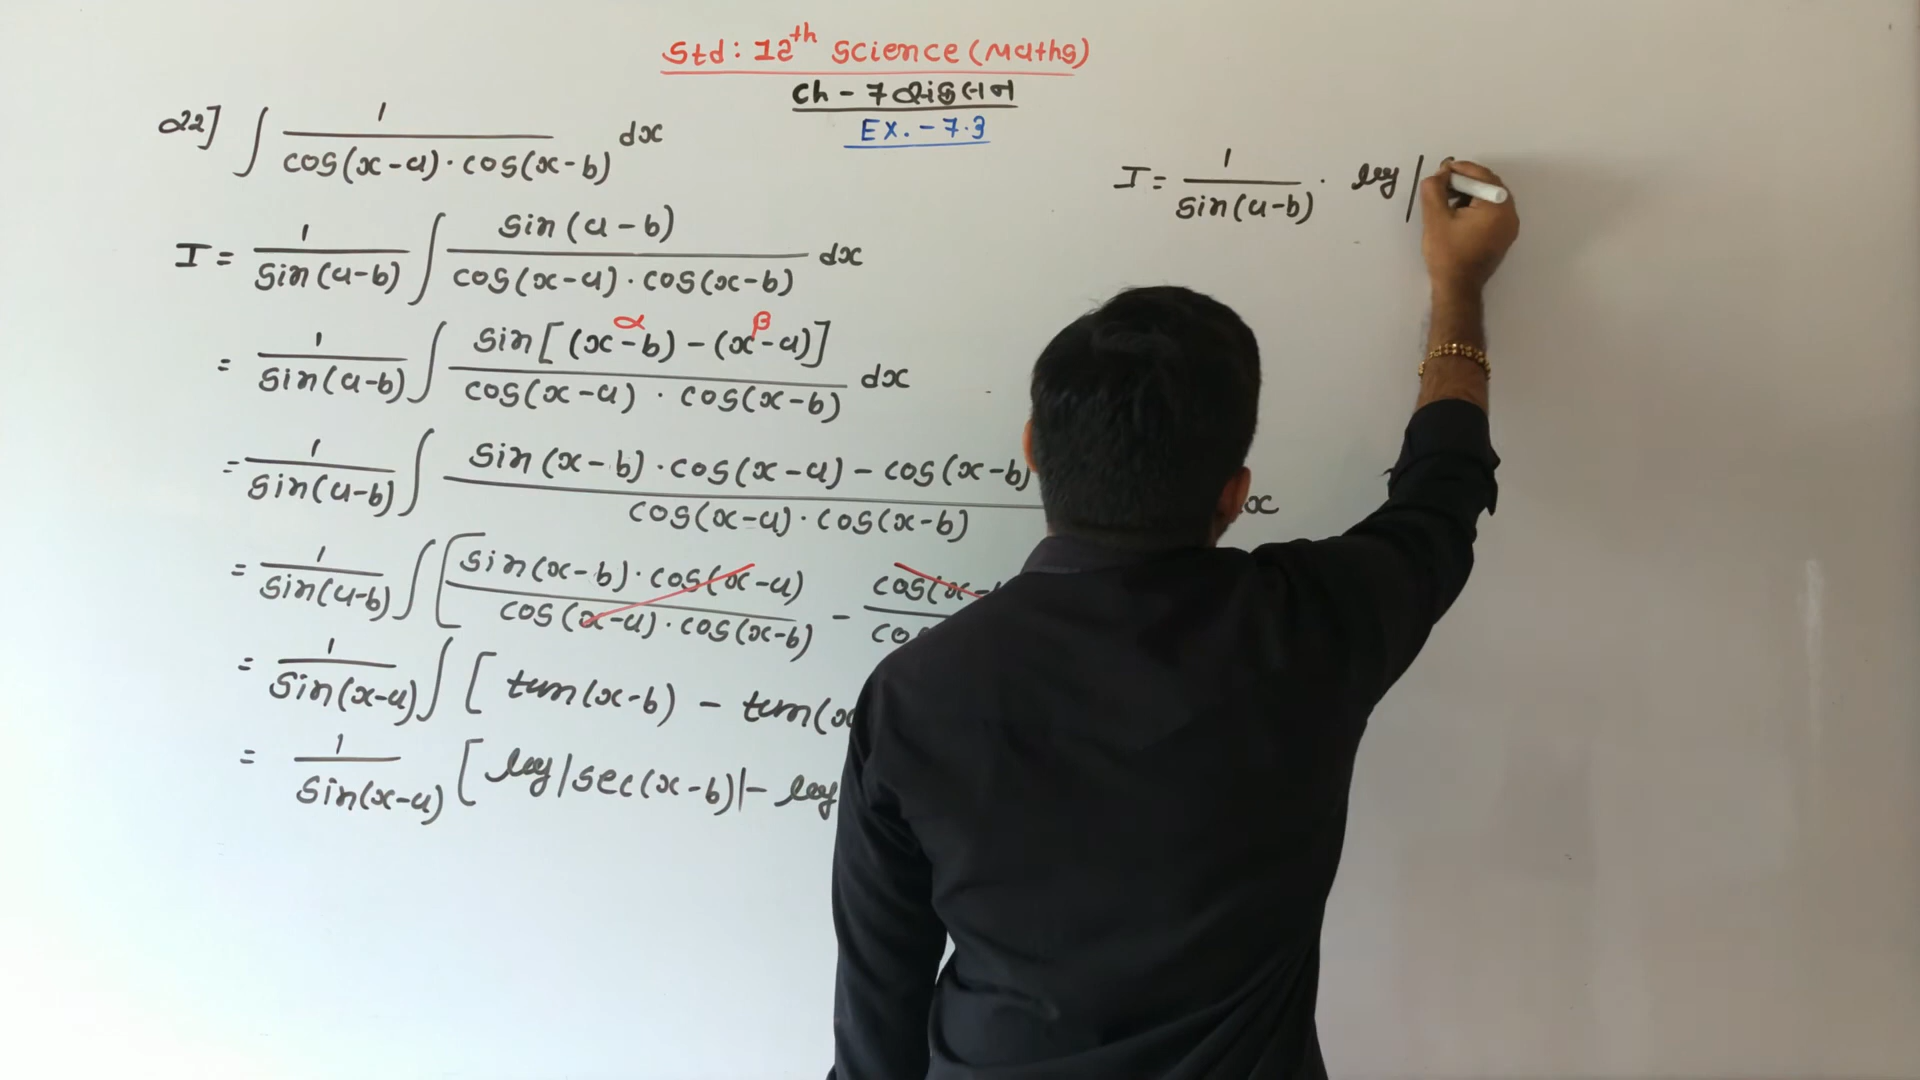 Std: 12th Science (Maths)
Ch - 7 સંકલન
Ex. - 7.3
22] ∫ 1 / cos(x-a)·cos(x-b) dx
I = 1 / sin(a-b) ∫ sin(a-b) / cos(x-a)·cos(x-b) dx
α β
= 1 / sin(a-b) ∫ sin[(x-b)-(x-a)] / cos(x-a)·cos(x-b) dx
= 1 / sin(a-b) ∫ sin(x-b)·cos(x-a) - cos(x-b) / cos(x-a)·cos(x-b)
= 1 / sin(a-b) ∫ [ sin(x-b)·cos(x-a) / cos(x-a)·cos(x-b) - cos(x-
= 1 / sin(x-a) ∫ [ tan(x-b) - tan(x
= 1 / sin(x-a) [ log|sec(x-b)| - log
I = 1 / sin(a-b) · log |